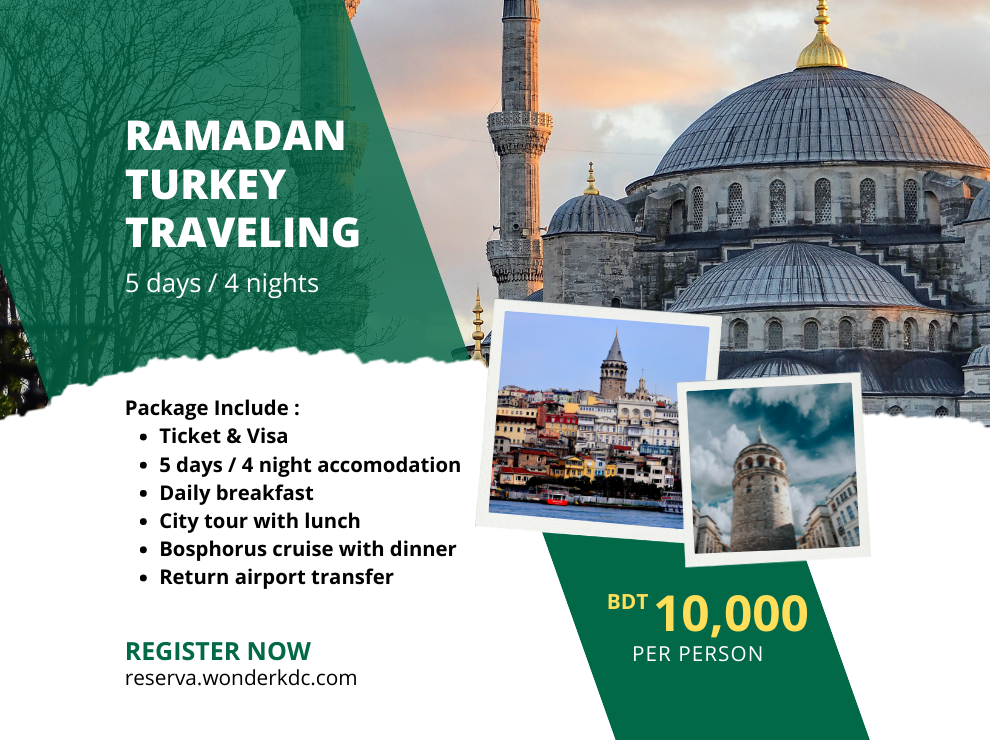 RAMADAN
TURKEY
TRAVELING
5 days / 4 nights
Package Include :
• Ticket & Visa
• 5 days / 4 night accomodation
• Daily breakfast
• City tour with lunch
• Bosphorus cruise with dinner
• Return airport transfer
REGISTER NOW
reserva.wonderkdc.com
BDT 10,000
PER PERSON